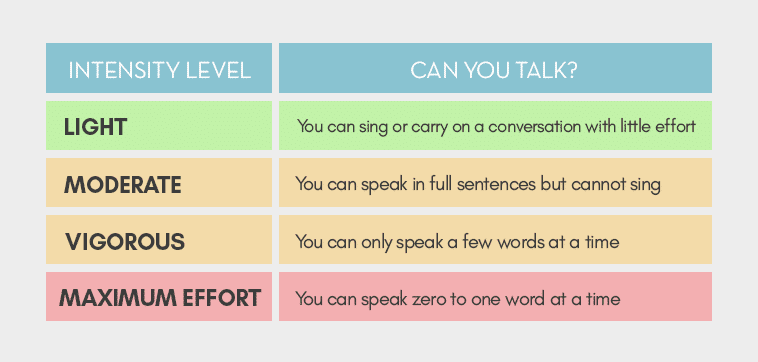 INTENSITY LEVEL
CAN YOU TALK?
LIGHT
You can sing or carry on a conversation with little effort
MODERATE
You can speak in full sentences but cannot sing
VIGOROUS
You can only speak a few words at a time
MAXIMUM EFFORT
You can speak zero to one word at a time